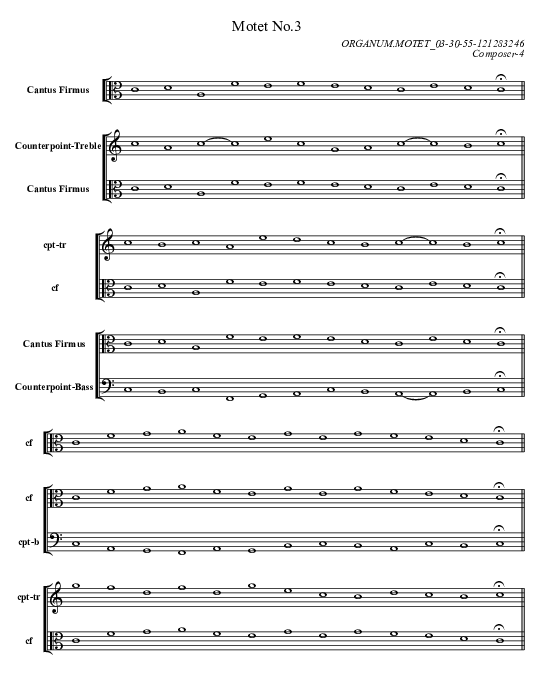 Motet No.3
ORGANUM.MOTET_03-30-55-121283246
Composer-4
Cantus Firmus
Counterpoint-Treble
Cantus Firmus
cpt-tr
cf
Cantus Firmus
Counterpoint-Bass
cf
cf
cpt-b
cpt-tr
cf